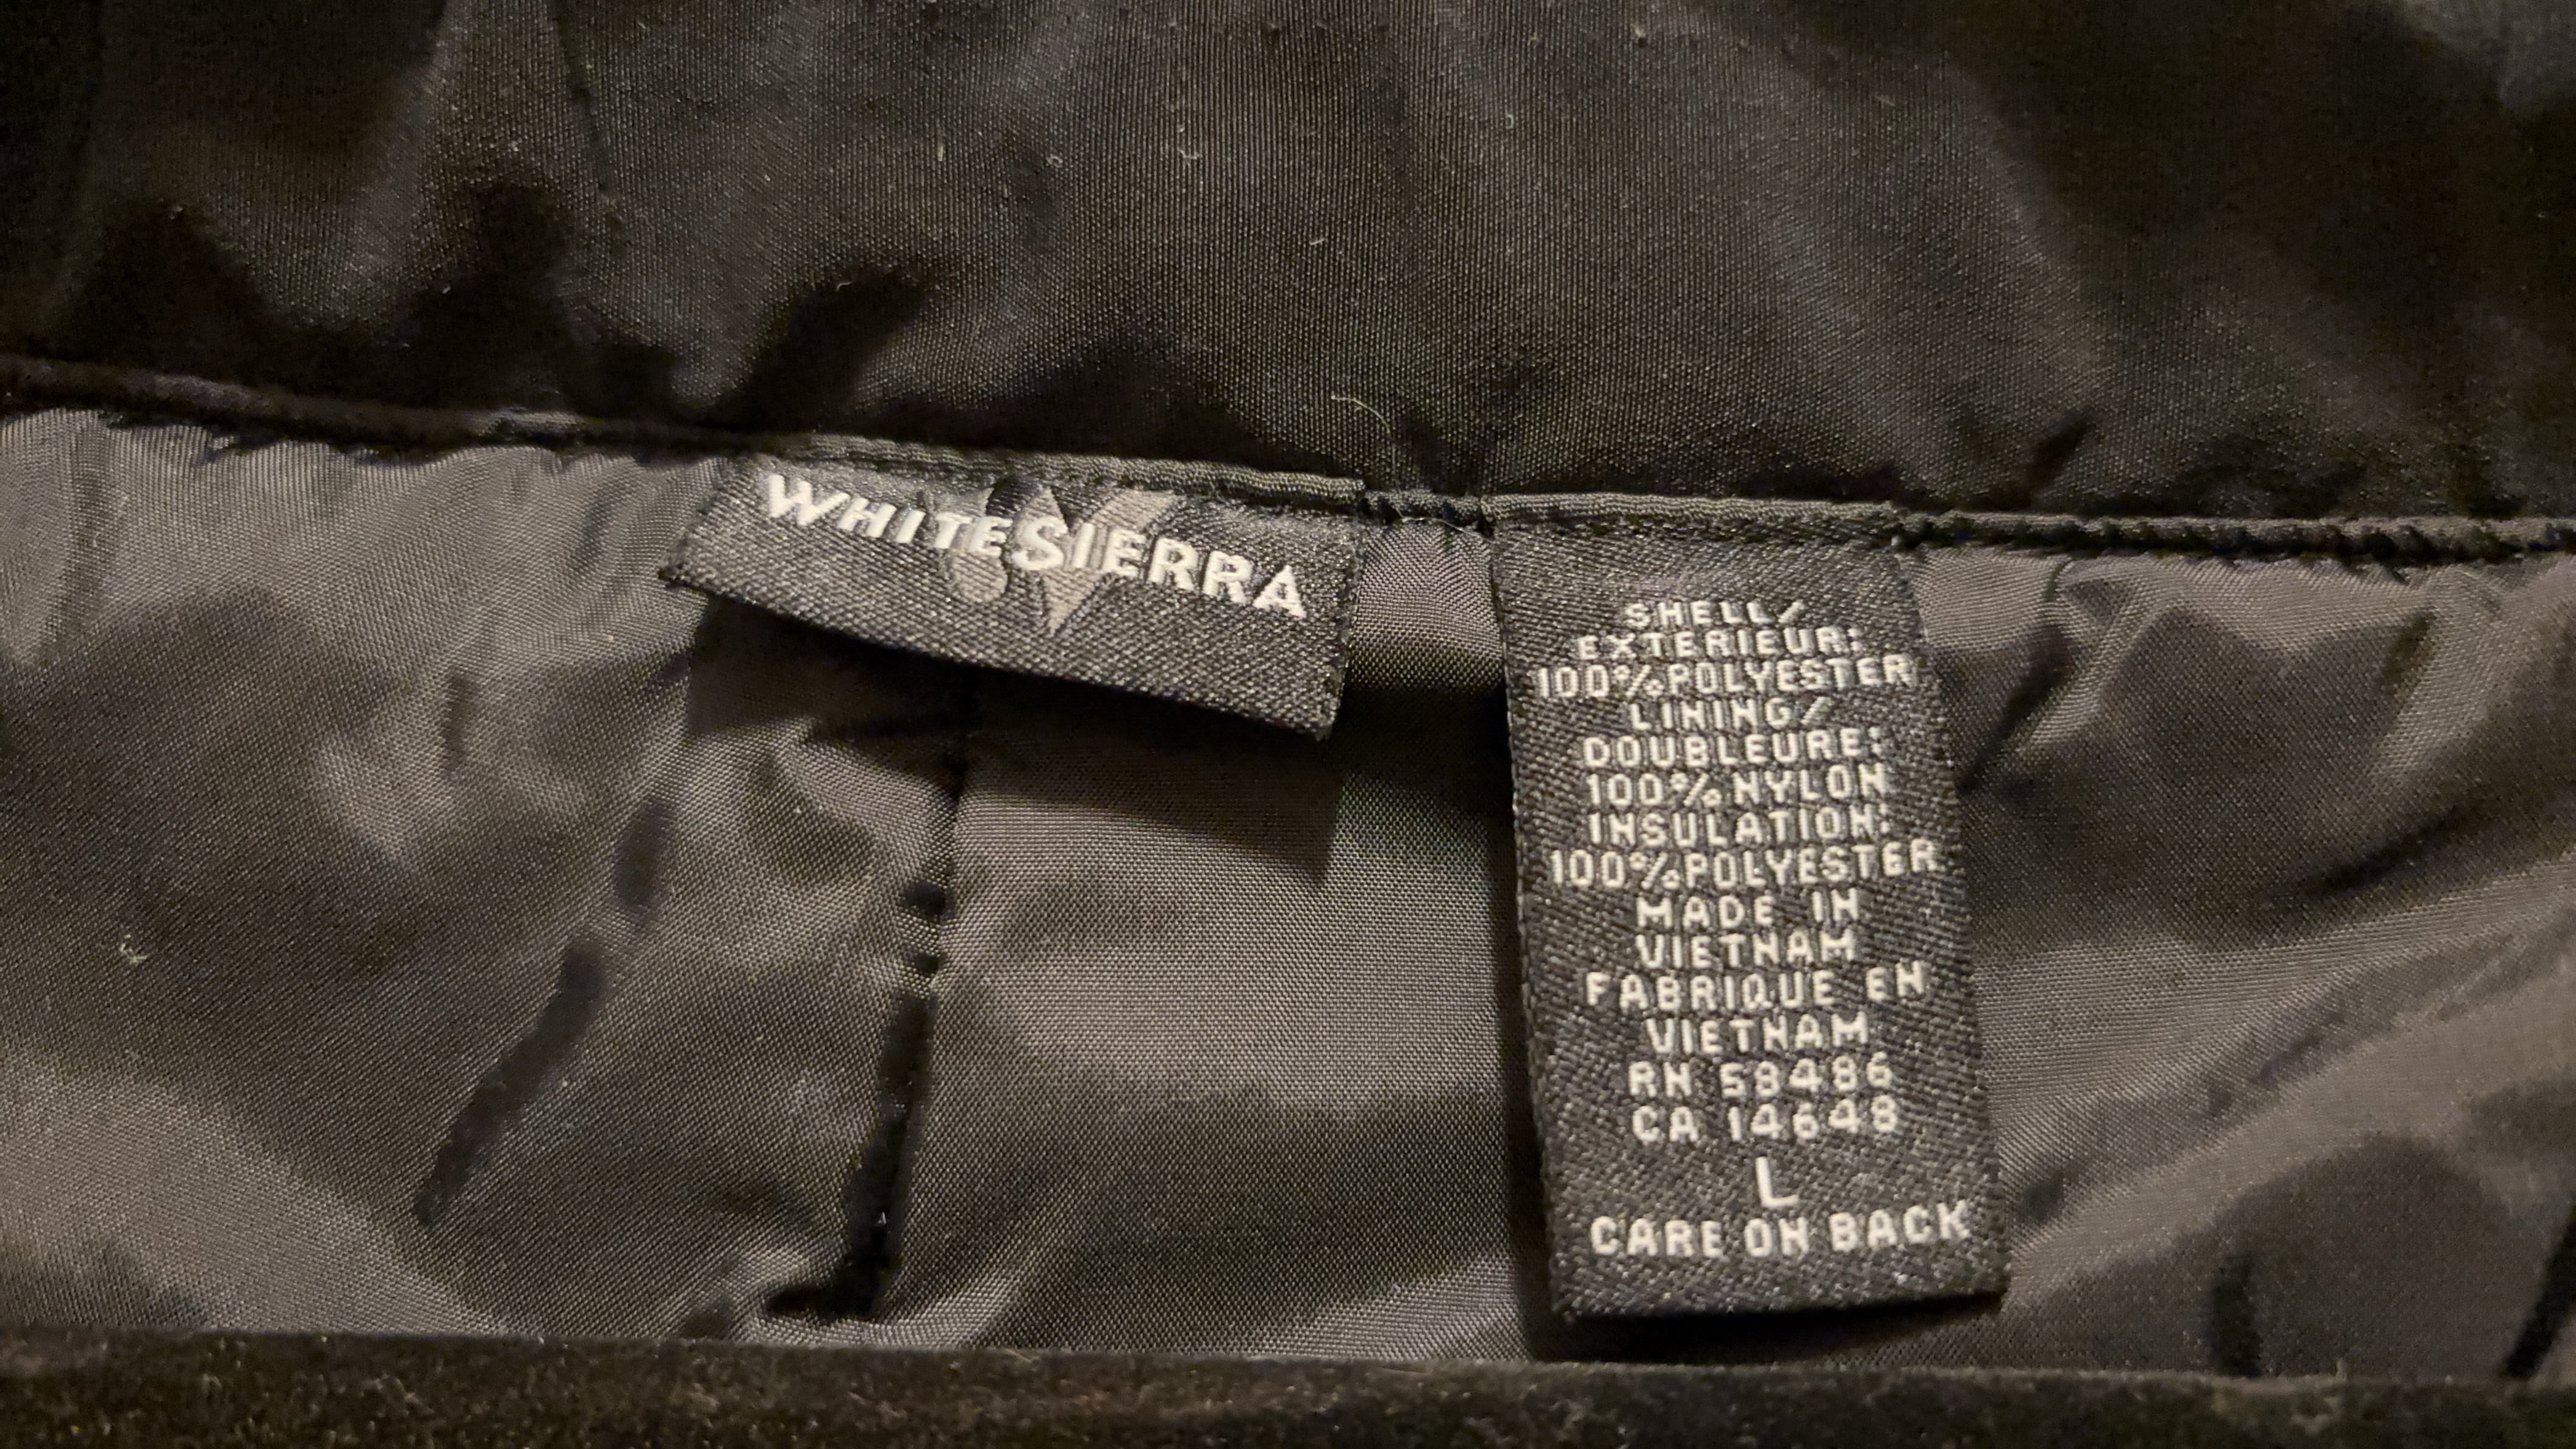 WHITESIERRA
SHELL/
EXTERIEUR:
100%POLYESTER
LINING/
DOUBLEURE:
100%NYLON
INSULATION:
100%POLYESTER
MADE IN
VIETNAM
FABRIQUE EN
VIETNAM
RN 58486
CA 14648
L
CARE ON BACK